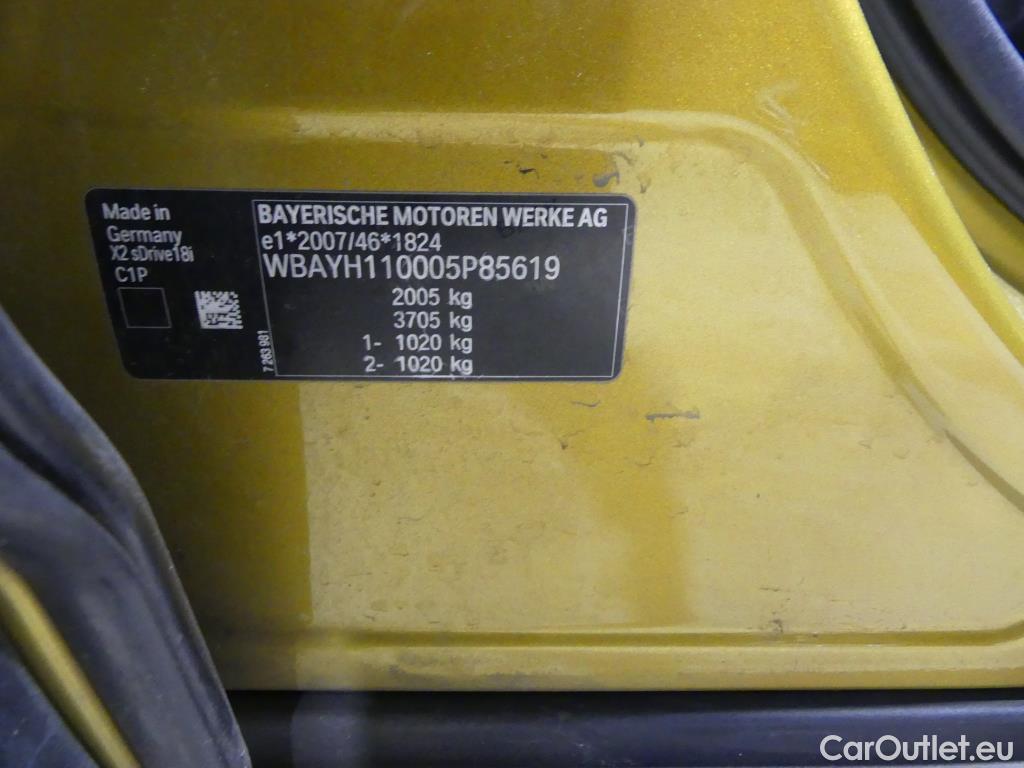 Made in
Germany
X2 sDrive18i
C1P
BAYERISCHE MOTOREN WERKE AG
e1*2007/46*1824
WBAYH110005P85619
2005 kg
3705 kg
1- 1020 kg
2- 1020 kg
7 263 981
CarOutlet.eu